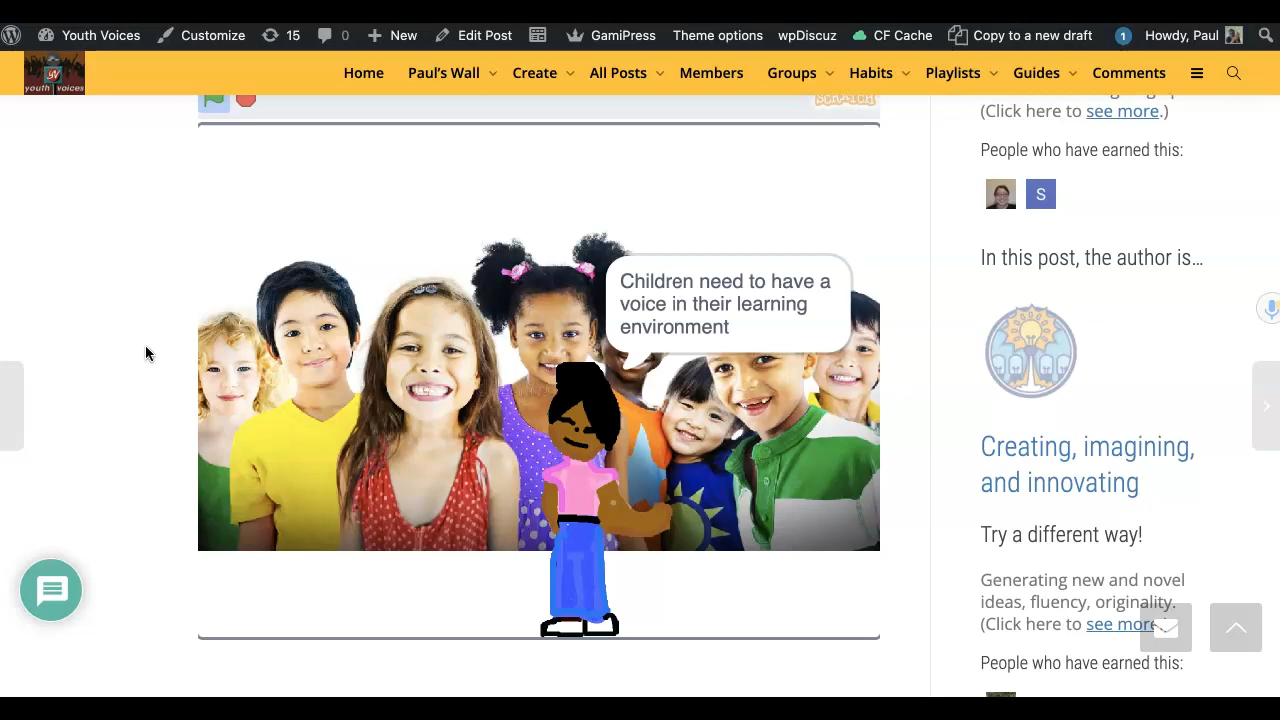 Youth Voices Customize 15 0 New Edit Post GamiPress Theme options wpDiscuz CF Cache Copy to a new draft 1 Howdy, Paul
youth voices
Home Paul's Wall Create All Posts Members Groups Habits Playlists Guides Comments
SCRATCH
(Click here to see more.)
People who have earned this:
S
In this post, the author is…
Children need to have a
voice in their learning
environment
Creating, imagining,
and innovating
Try a different way!
Generating new and novel
ideas, fluency, originality.
(Click here to see more.)
People who have earned this: